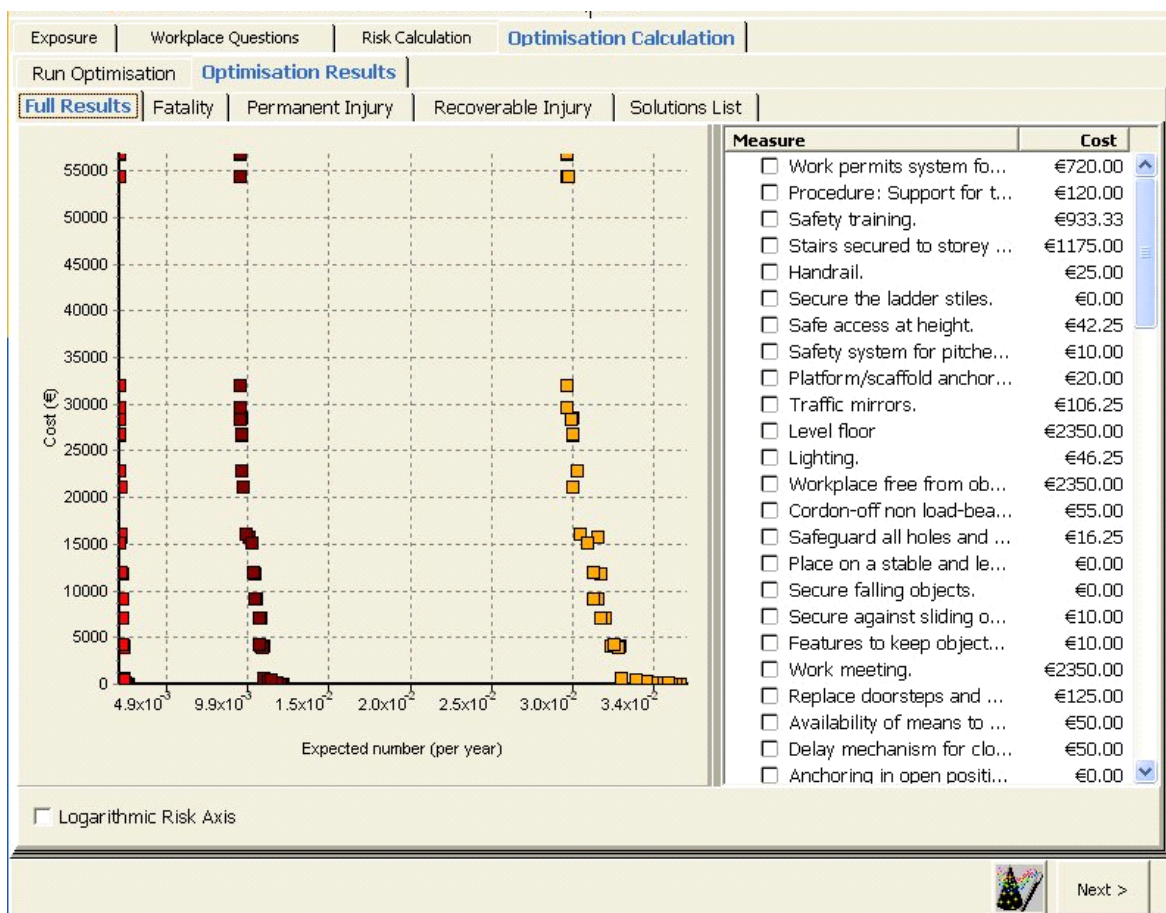 Exposure Workplace Questions Risk Calculation Optimisation Calculation
Run Optimisation Optimisation Results
Full Results Fatality Permanent Injury Recoverable Injury Solutions List
Measure Cost
Work permits system fo... €720.00
Procedure: Support for t... €120.00
Safety training. €933.33
Stairs secured to storey ... €1175.00
Handrail. €25.00
Secure the ladder stiles. €0.00
Safe access at height. €42.25
Safety system for pitche... €10.00
Platform/scaffold anchor... €20.00
Traffic mirrors. €106.25
Level floor €2350.00
Lighting. €46.25
Workplace free from ob... €2350.00
Cordon-off non load-bea... €55.00
Safeguard all holes and ... €16.25
Place on a stable and le... €0.00
Secure falling objects. €0.00
Secure against sliding o... €10.00
Features to keep object... €10.00
Work meeting. €2350.00
Replace doorsteps and ... €125.00
Availability of means to ... €50.00
Delay mechanism for clo... €50.00
Anchoring in open positi... €0.00
55000
50000
45000
40000
35000
30000
25000
20000
15000
10000
5000
0
Cost (€)
4.9x10^-3 9.9x10^-3 1.5x10^-2 2.0x10^-2 2.5x10^-2 3.0x10^-2 3.4x10^-2
Expected number (per year)
Logarithmic Risk Axis
Next >